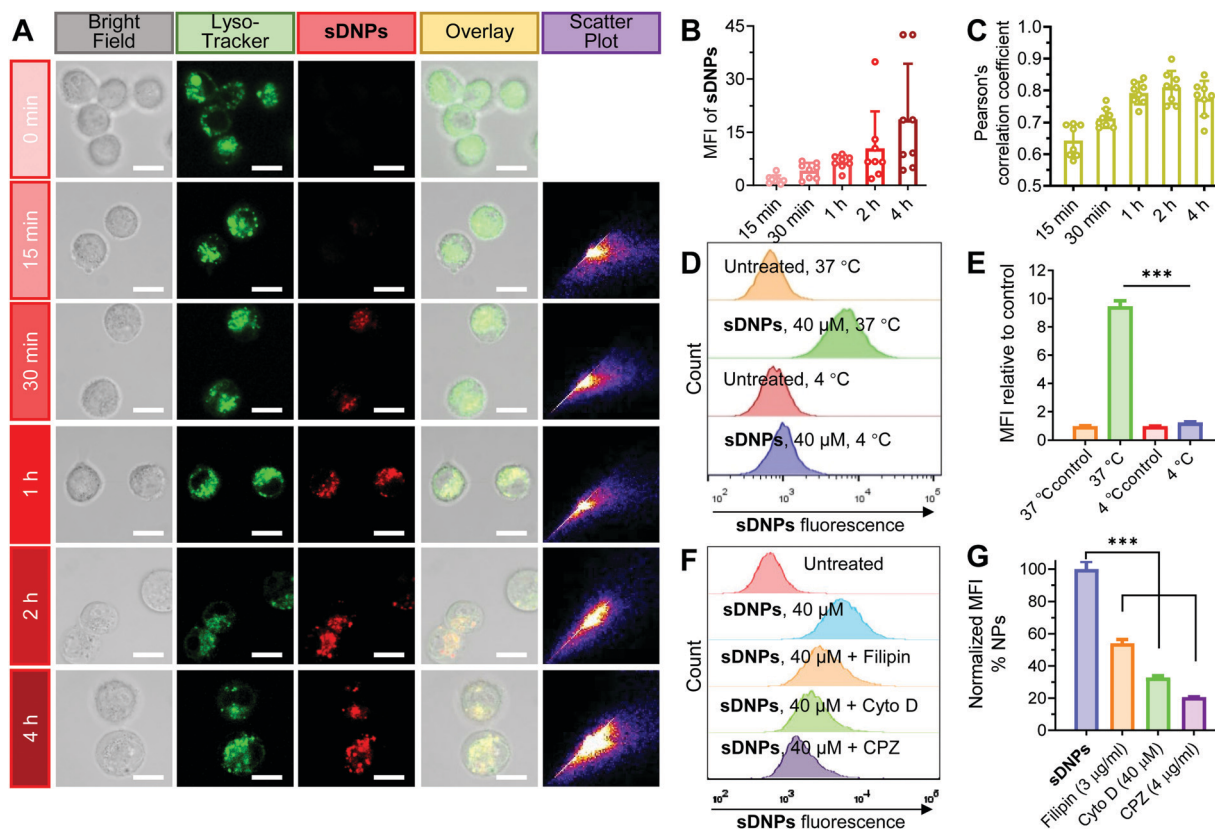 A
Bright
Field
Lyso-
Tracker
sDNPs
Overlay
Scatter
Plot
0 min
15 min
30 min
1 h
2 h
4 h
B
MFI of sDNPs
45
30
15
0
15 min
30 miin
1 h
2 h
4 h
C
Pearson's
correlation coefficient
1.0
0.9
0.8
0.7
0.6
0.5
15 min
30 min
1 h
2 h
4 h
D
Count
Untreated, 37 °C
sDNPs, 40 µM, 37 °C
Untreated, 4 °C
sDNPs, 40 µM, 4 °C
10² 10³ 10⁴ 10⁵
sDNPs fluorescence
E
MFI relative to control
12
10
8
6
4
2
0
***
37 °Ccontrol
37 °C
4 °Ccontrol
4 °C
F
Count
Untreated
sDNPs, 40 µM
sDNPs, 40 µM + Filipin
sDNPs, 40 µM + Cyto D
sDNPs, 40 µM + CPZ
10² 10³ 10⁴
sDNPs fluorescence
G
Normalized MFI
% NPs
100
80
60
40
20
0
***
sDNPs
Filipin (3 µg/ml)
Cyto D (40 µM)
CPZ (4 µg/ml)